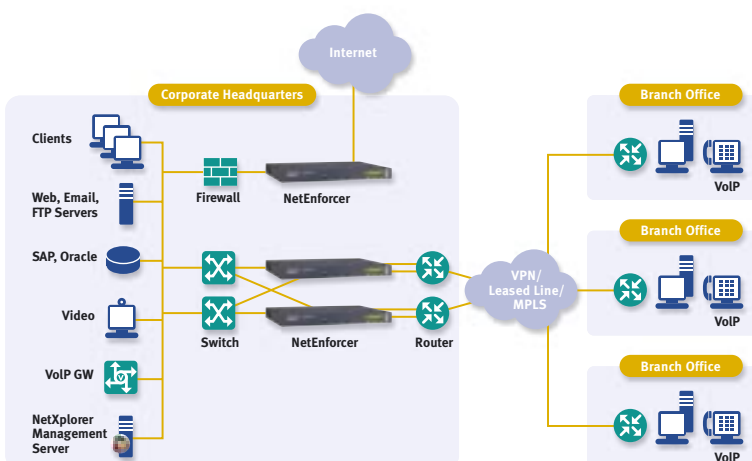 Internet
Corporate Headquarters
Branch Office
Clients
VoIP
Web, Email,
FTP Servers
Firewall
NetEnforcer
Branch Office
SAP, Oracle
VPN/
Leased Line/
MPLS
Video
VoIP
Switch
NetEnforcer
Router
Branch Office
VoIP GW
V
NetXplorer
Management
Server
VoIP